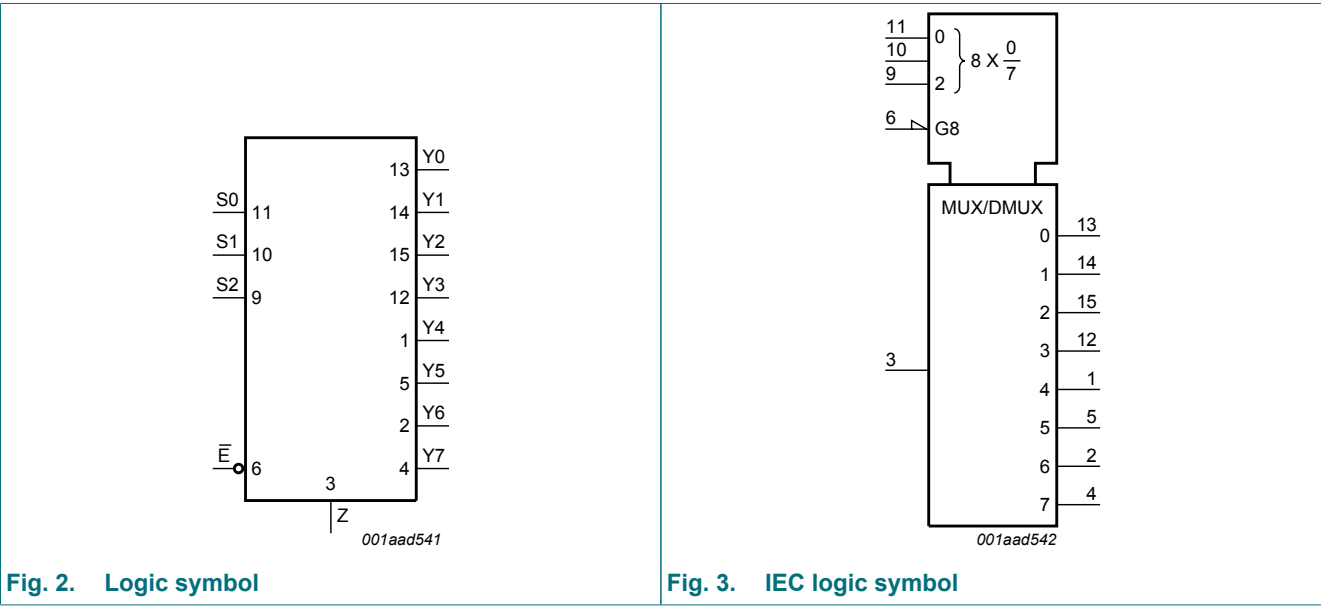 S0
11
S1
10
S2
9
E̅
6
13
Y0
14
Y1
15
Y2
12
Y3
1
Y4
5
Y5
2
Y6
4
Y7
3
Z
001aad541
Fig. 2. Logic symbol
11
0
10
8 X 0/7
9
2
6
G8
MUX/DMUX
0
13
1
14
2
15
3
12
3
4
1
5
5
6
2
7
4
001aad542
Fig. 3. IEC logic symbol